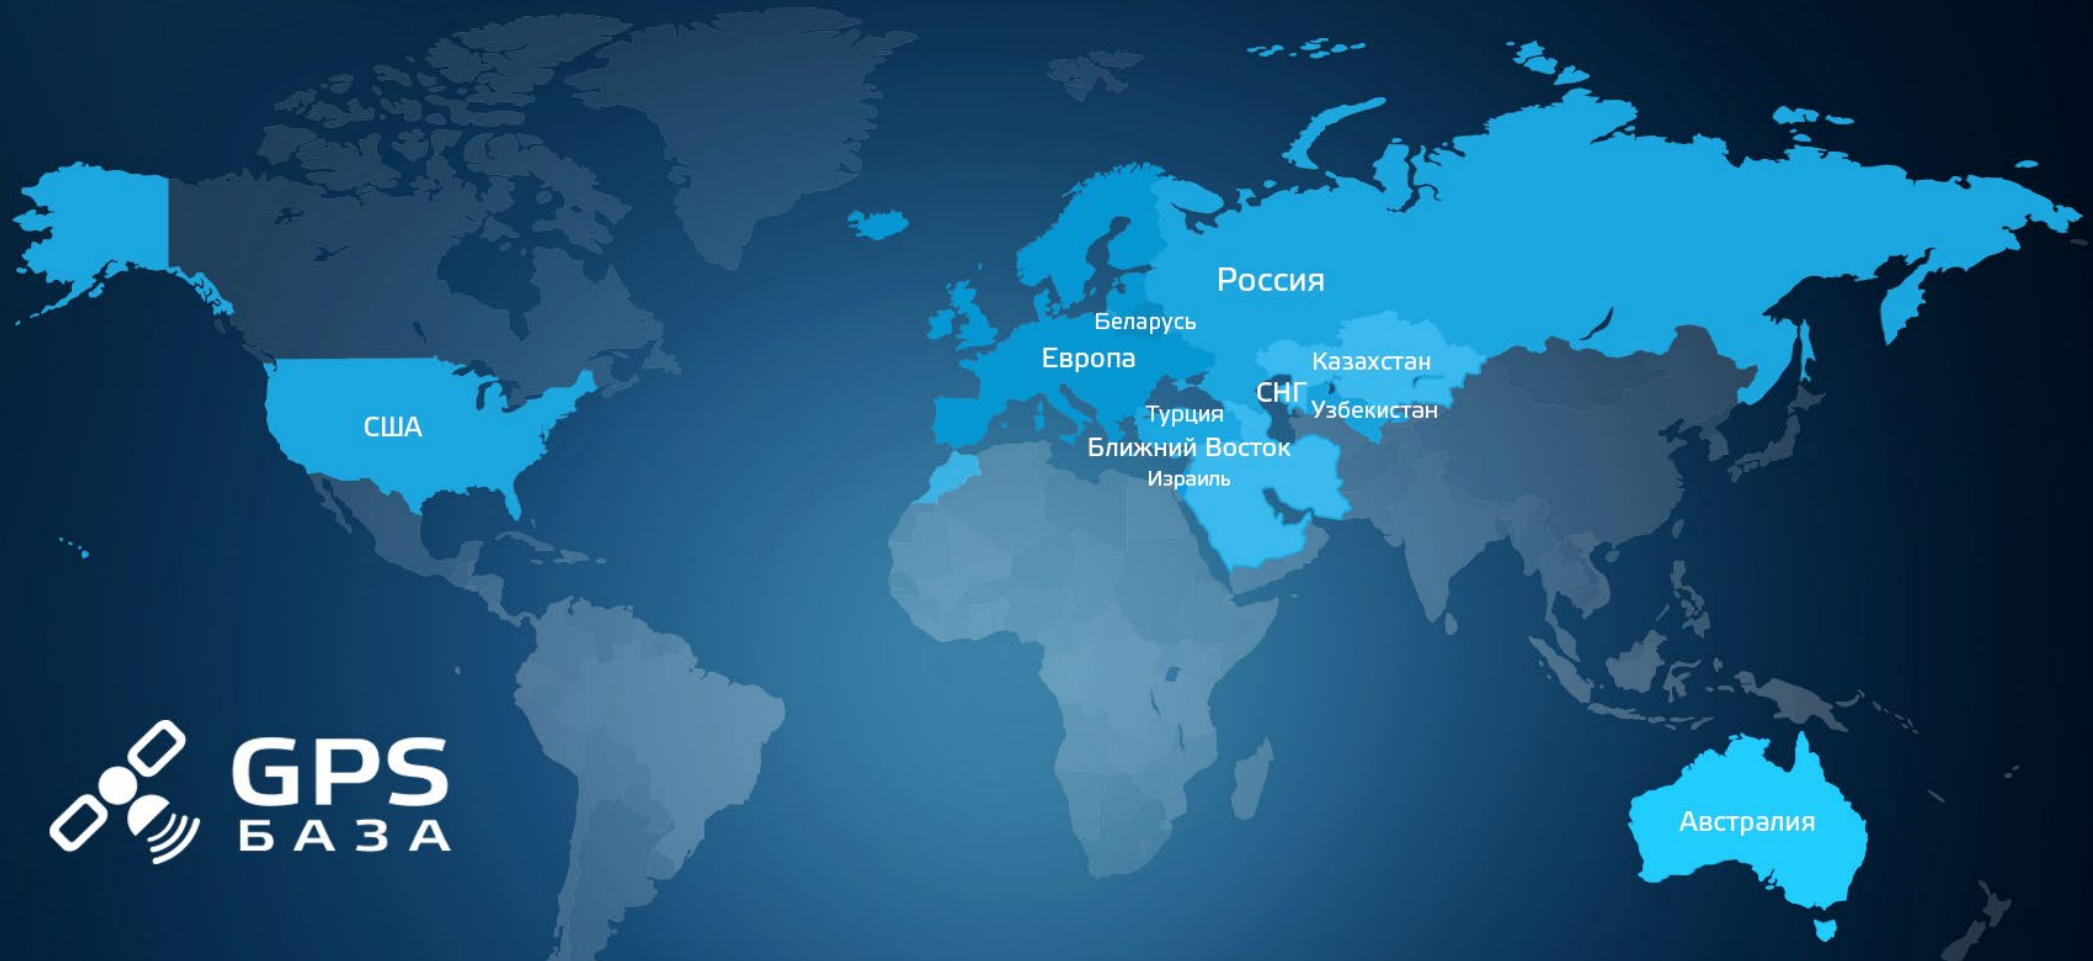 Россия
Беларусь
Европа
Казахстан
СНГ
Узбекистан
США
Турция
Ближний Восток
Израиль
GPS
БАЗА
Австралия